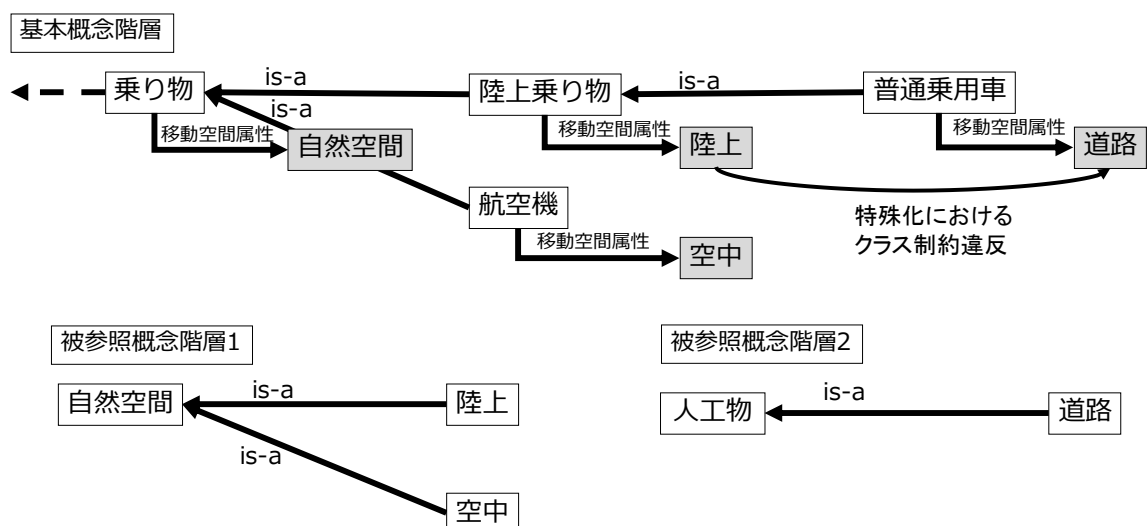 基本概念階層
乗り物
is-a
陸上乗り物
is-a
普通乗用車
is-a
移動空間属性
自然空間
移動空間属性
陸上
移動空間属性
道路
航空機
移動空間属性
空中
特殊化における
クラス制約違反
被参照概念階層1
自然空間
is-a
陸上
is-a
空中
被参照概念階層2
人工物
is-a
道路